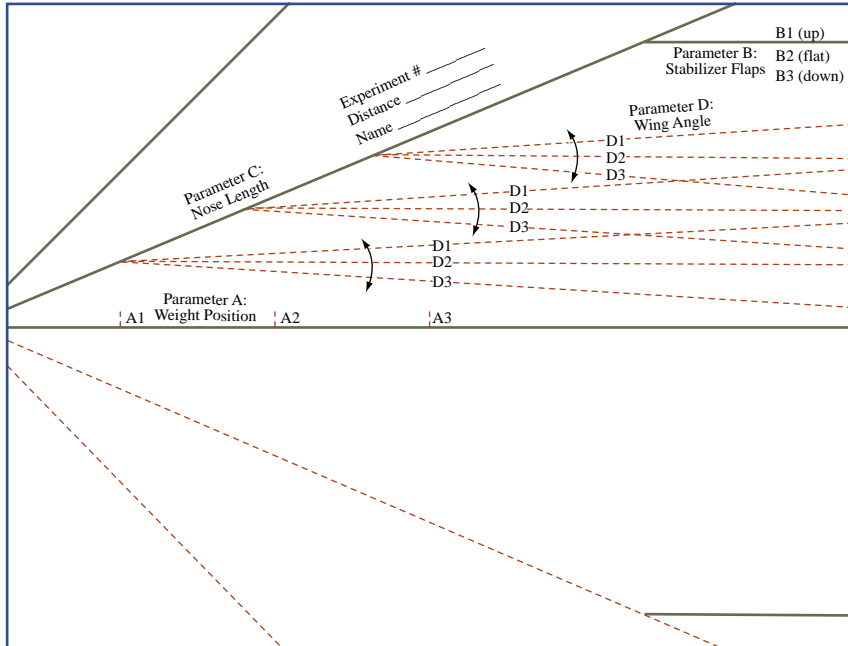 B1 (up)
Parameter B:
Stabilizer Flaps
B2 (flat)
B3 (down)
Experiment #
Distance
Name
Parameter D:
Wing Angle
D1
D2
D3
Parameter C:
Nose Length
D1
D2
D3
D1
D2
D3
Parameter A:
Weight Position
A1
A2
A3